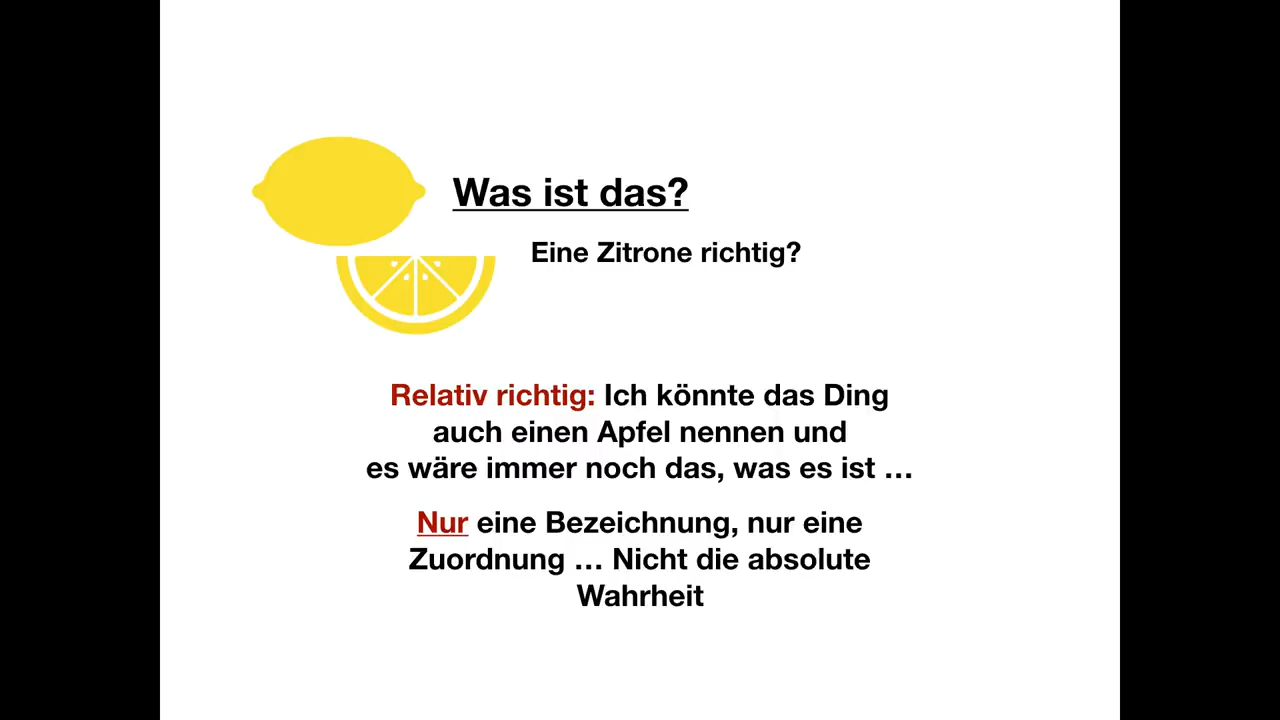 Was ist das?
Eine Zitrone richtig?
Relativ richtig: Ich könnte das Ding
auch einen Apfel nennen und
es wäre immer noch das, was es ist …
Nur eine Bezeichnung, nur eine
Zuordnung … Nicht die absolute
Wahrheit